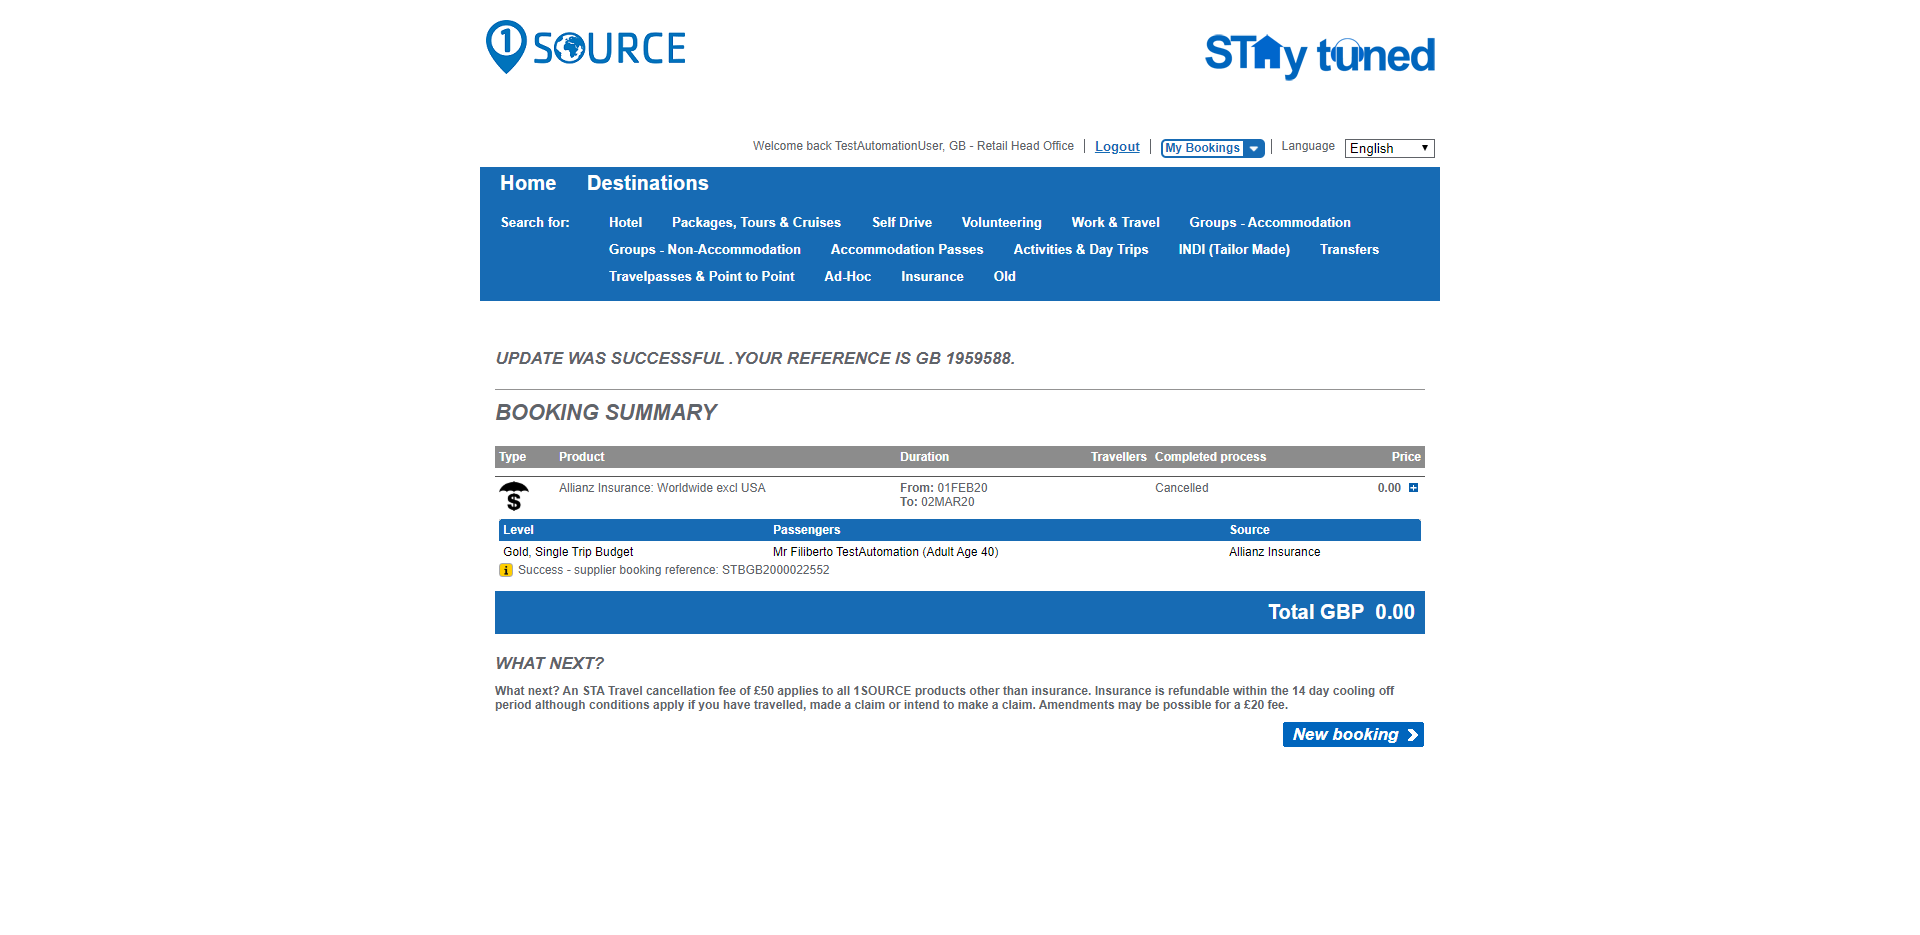 1 SOURCE
STAy tuned
Welcome back TestAutomationUser, GB - Retail Head Office Logout My Bookings Language English
Home Destinations
Search for: Hotel Packages, Tours & Cruises Self Drive Volunteering Work & Travel Groups - Accommodation
Groups - Non-Accommodation Accommodation Passes Activities & Day Trips INDI (Tailor Made) Transfers
Travelpasses & Point to Point Ad-Hoc Insurance Old
UPDATE WAS SUCCESSFUL .YOUR REFERENCE IS GB 1959588.
BOOKING SUMMARY
Type Product Duration Travellers Completed process Price
$ Allianz Insurance: Worldwide excl USA From: 01FEB20 Cancelled 0.00
To: 02MAR20
Level Passengers Source
Gold, Single Trip Budget Mr Filiberto TestAutomation (Adult Age 40) Allianz Insurance
i Success - supplier booking reference: STBGB2000022552
Total GBP 0.00
WHAT NEXT?
What next? An STA Travel cancellation fee of £50 applies to all 1SOURCE products other than insurance. Insurance is refundable within the 14 day cooling off
period although conditions apply if you have travelled, made a claim or intend to make a claim. Amendments may be possible for a £20 fee.
New booking